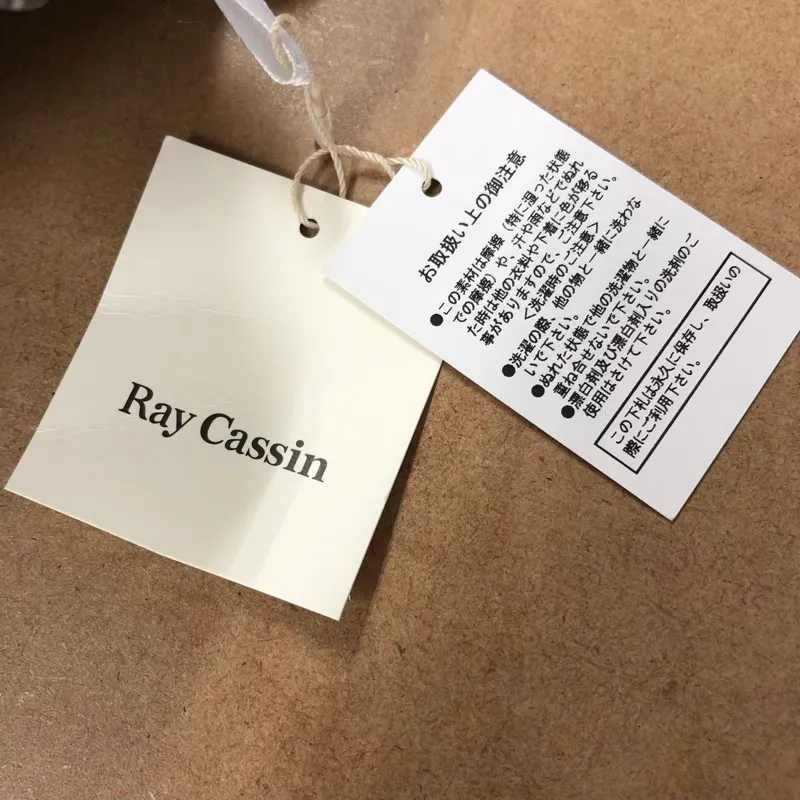 Ray Cassin
お取扱い上の御注意
●この素材は摩擦（特に湿った状態
での摩擦）や、汗や雨などでぬれ
た時は他の衣料や下着に色が移る
事がありますので、ご注意下さい。
＜洗濯時のご注意＞
●洗濯の際、他の物と一緒に洗わな
いで下さい。
●ぬれた状態で他の洗濯物と一緒に
重ね合せないで下さい。
●漂白剤及び漂白剤入りの洗剤のご
使用はさけて下さい。
この下札は永久に保存し、取扱いの
際にご利用下さい。